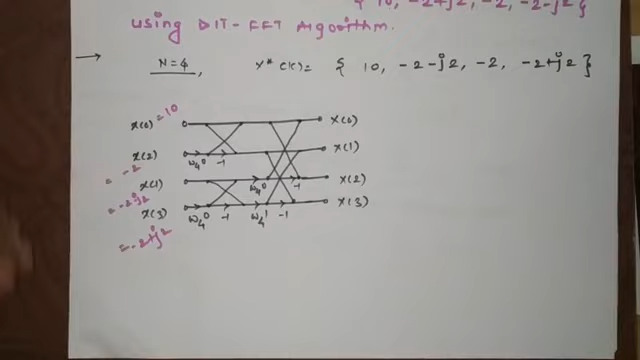 { 10, -2+j2, -2, -2-j2 }
using DIT-FFT Algorithm.
→ N=4, X*(k) = { 10, -2-j2, -2, -2+j2 }
x(0) =10 X(0)
x(2) X(1)
= -2 W4^0 -1
x(1) W4^0 -1 X(2)
= -2-j2
x(3) X(3)
W4^0 -1 W4^1 -1
= -2+j2